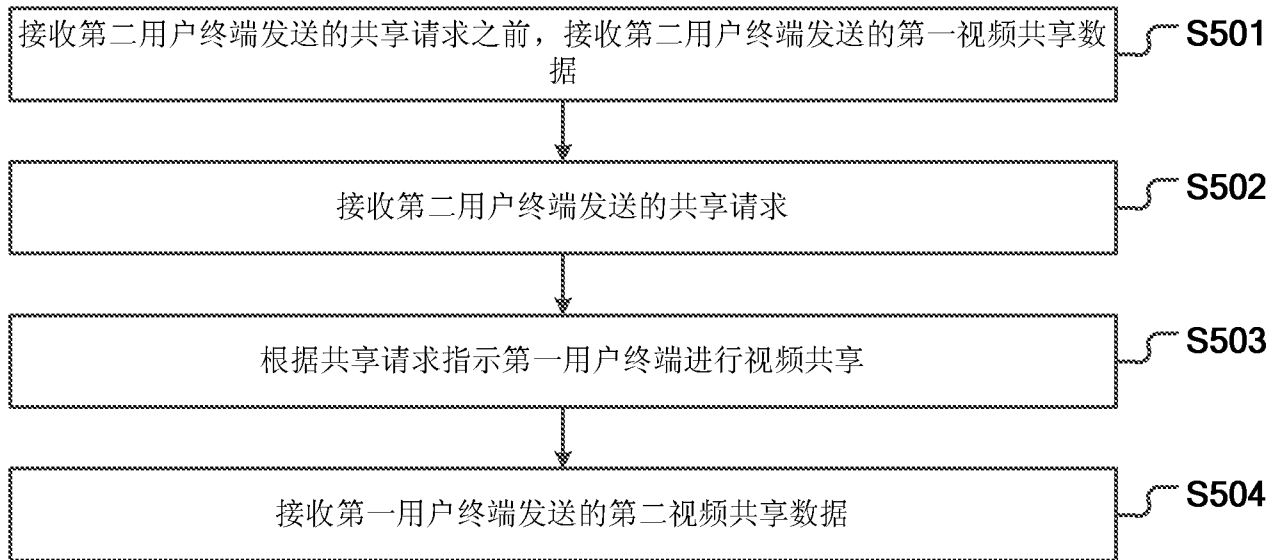 接收第二用户终端发送的共享请求之前，接收第二用户终端发送的第一视频共享数
据
S501
接收第二用户终端发送的共享请求
S502
根据共享请求指示第一用户终端进行视频共享
S503
接收第一用户终端发送的第二视频共享数据
S504